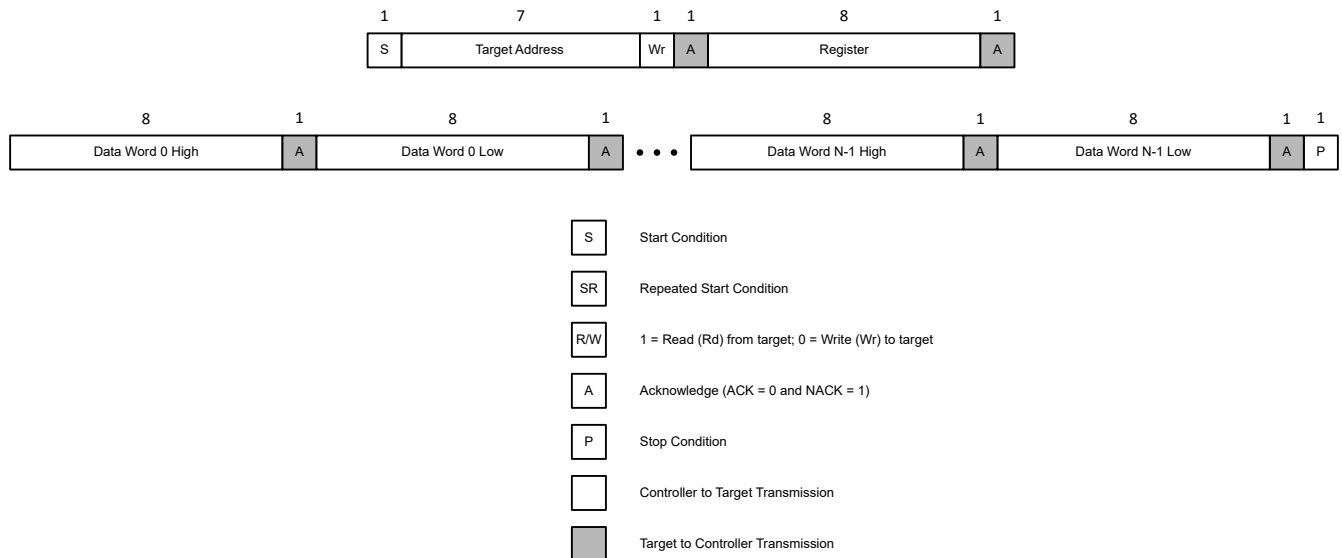 1 7 1 1 8 1
S Target Address Wr A Register A
8 1 8 1 8 1 8 1 1
Data Word 0 High A Data Word 0 Low A • • • Data Word N-1 High A Data Word N-1 Low A P
S Start Condition
SR Repeated Start Condition
R/W 1 = Read (Rd) from target; 0 = Write (Wr) to target
A Acknowledge (ACK = 0 and NACK = 1)
P Stop Condition
Controller to Target Transmission
Target to Controller Transmission